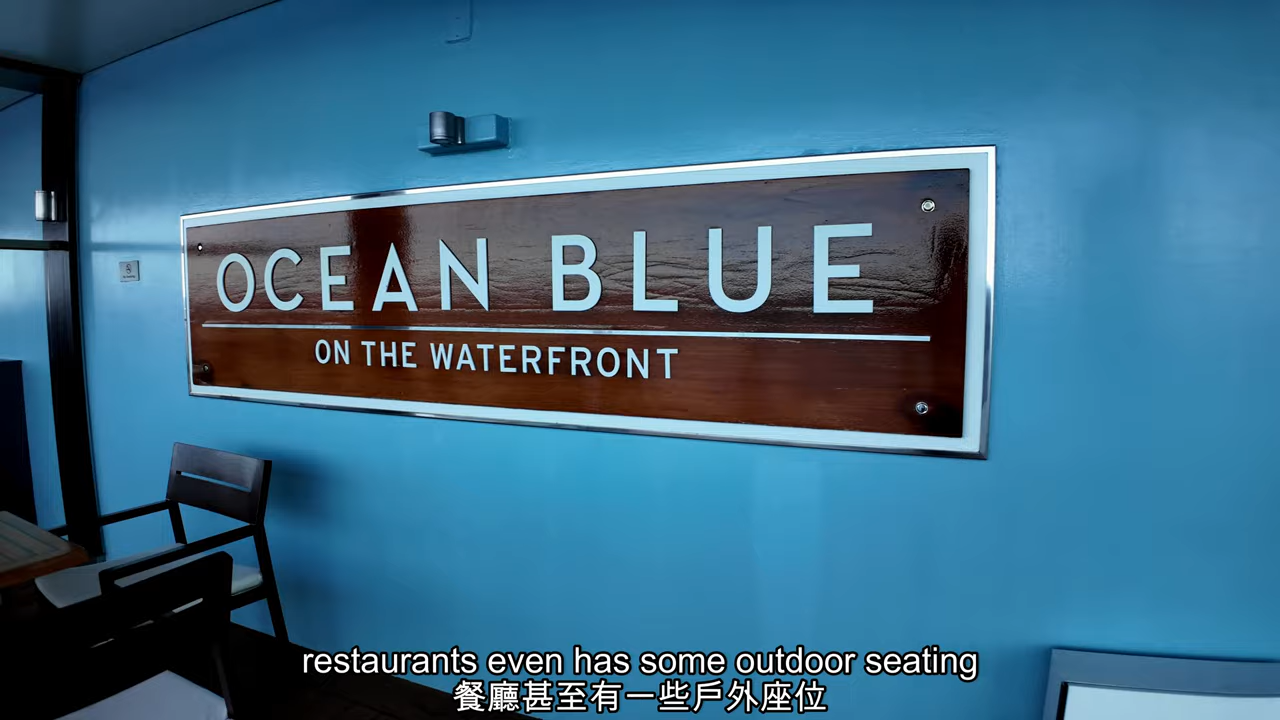 OCEAN BLUE
ON THE WATERFRONT
restaurants even has some outdoor seating
餐廳甚至有一些戶外座位